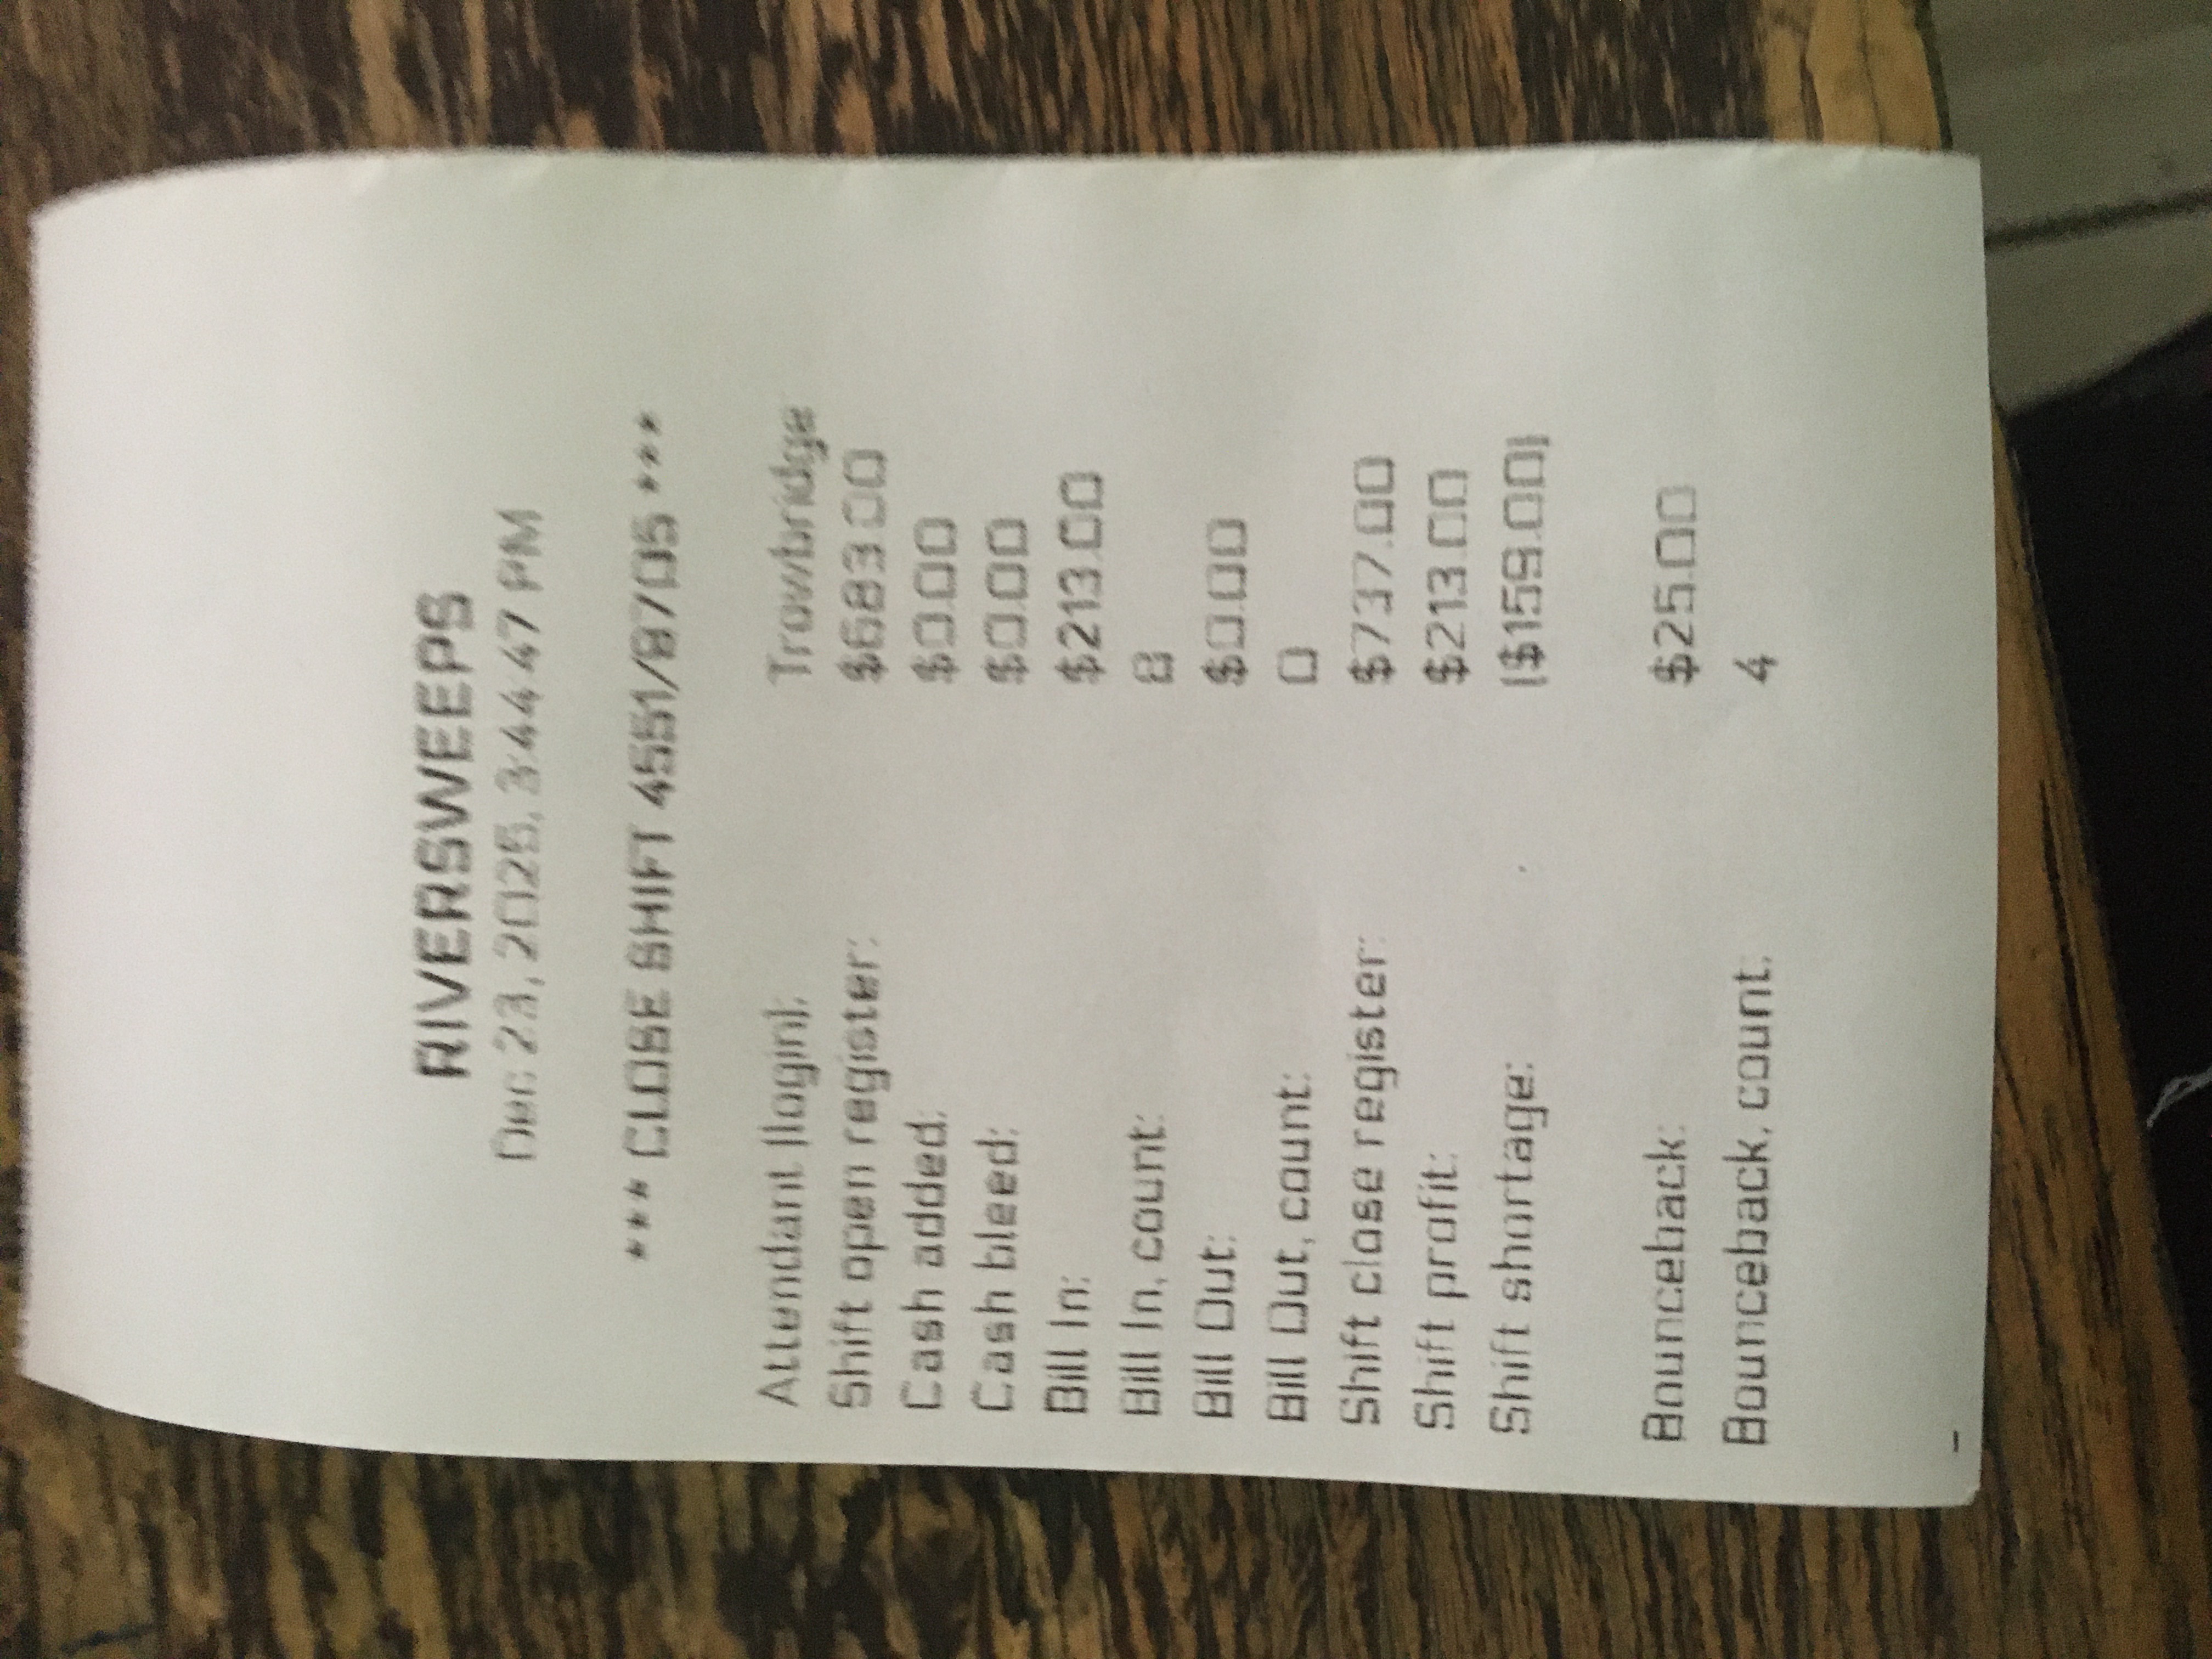 RIVERSWEEPS
Dec 23, 2025, 3:44:47 PM
*** CLOSE SHIFT 4551/8705 ***
Attendant (login): Trowbridge
Shift open register: $683.00
Cash added: $0.00
Cash bleed: $0.00
Bill In: $213.00
Bill In, count: 8
Bill Out: $0.00
Bill Out, count: 0
Shift close register: $737.00
Shift profit: $213.00
Shift shortage: ($159.00)
Bounceback: $25.00
Bounceback, count: 4